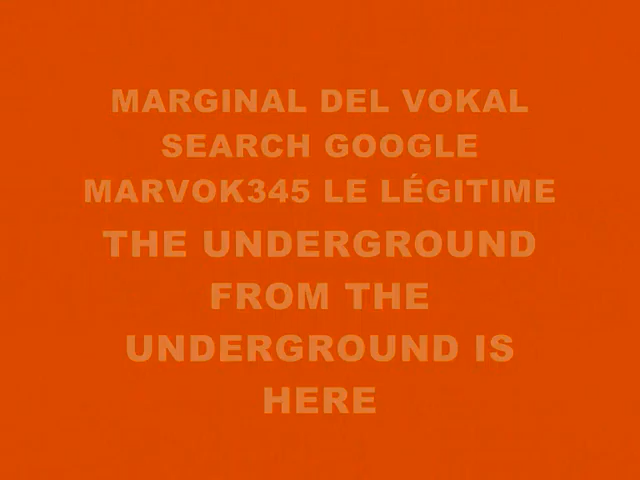 MARGINAL DEL VOKAL
SEARCH GOOGLE
MARVOK345 LE LÉGITIME
THE UNDERGROUND
FROM THE
UNDERGROUND IS
HERE